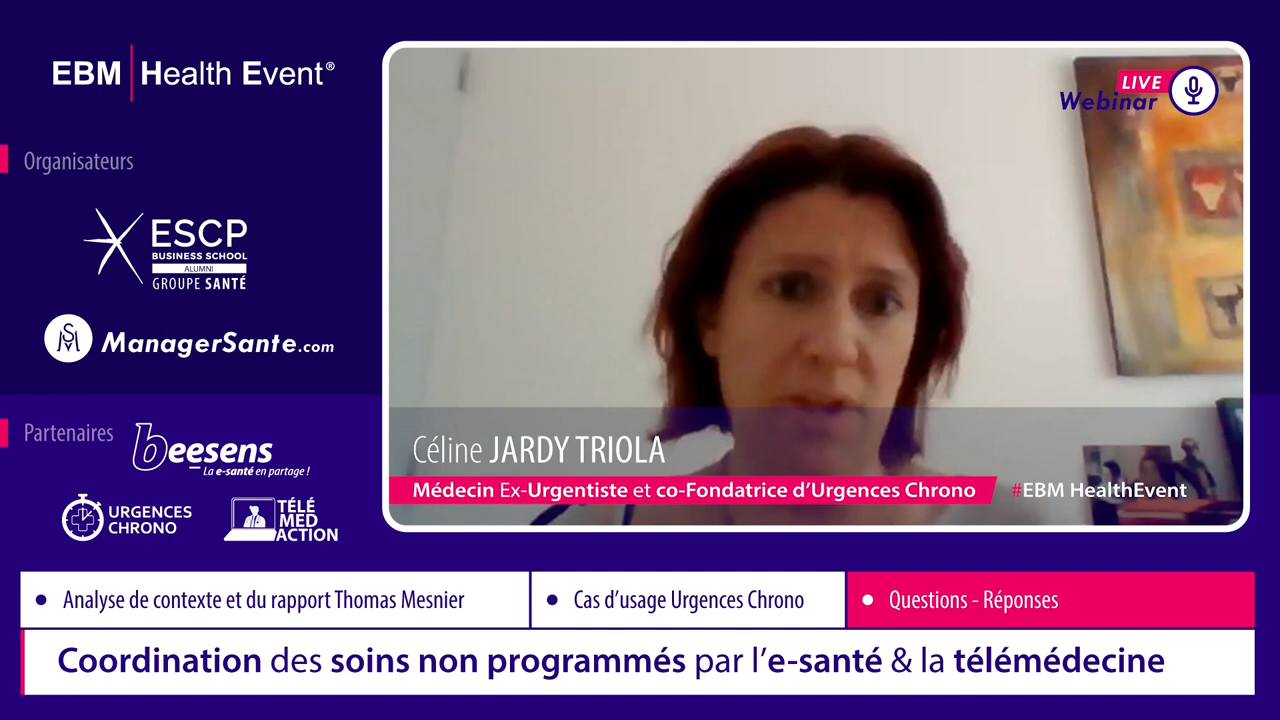 EBM Health Event®
Organisateurs
ESCP
BUSINESS SCHOOL
ALUMNI
GROUPE SANTÉ
ManagerSante.com
Partenaires
beesens
La e-santé en partage !
URGENCES
CHRONO
TÉLÉ
MED
ACTION
LIVE
Webinar
Céline JARDY TRIOLA
Médecin Ex-Urgentiste et co-Fondatrice d'Urgences Chrono
#EBM HealthEvent
Analyse de contexte et du rapport Thomas Mesnier
Cas d'usage Urgences Chrono
Questions - Réponses
Coordination des soins non programmés par l'e-santé & la télémédecine